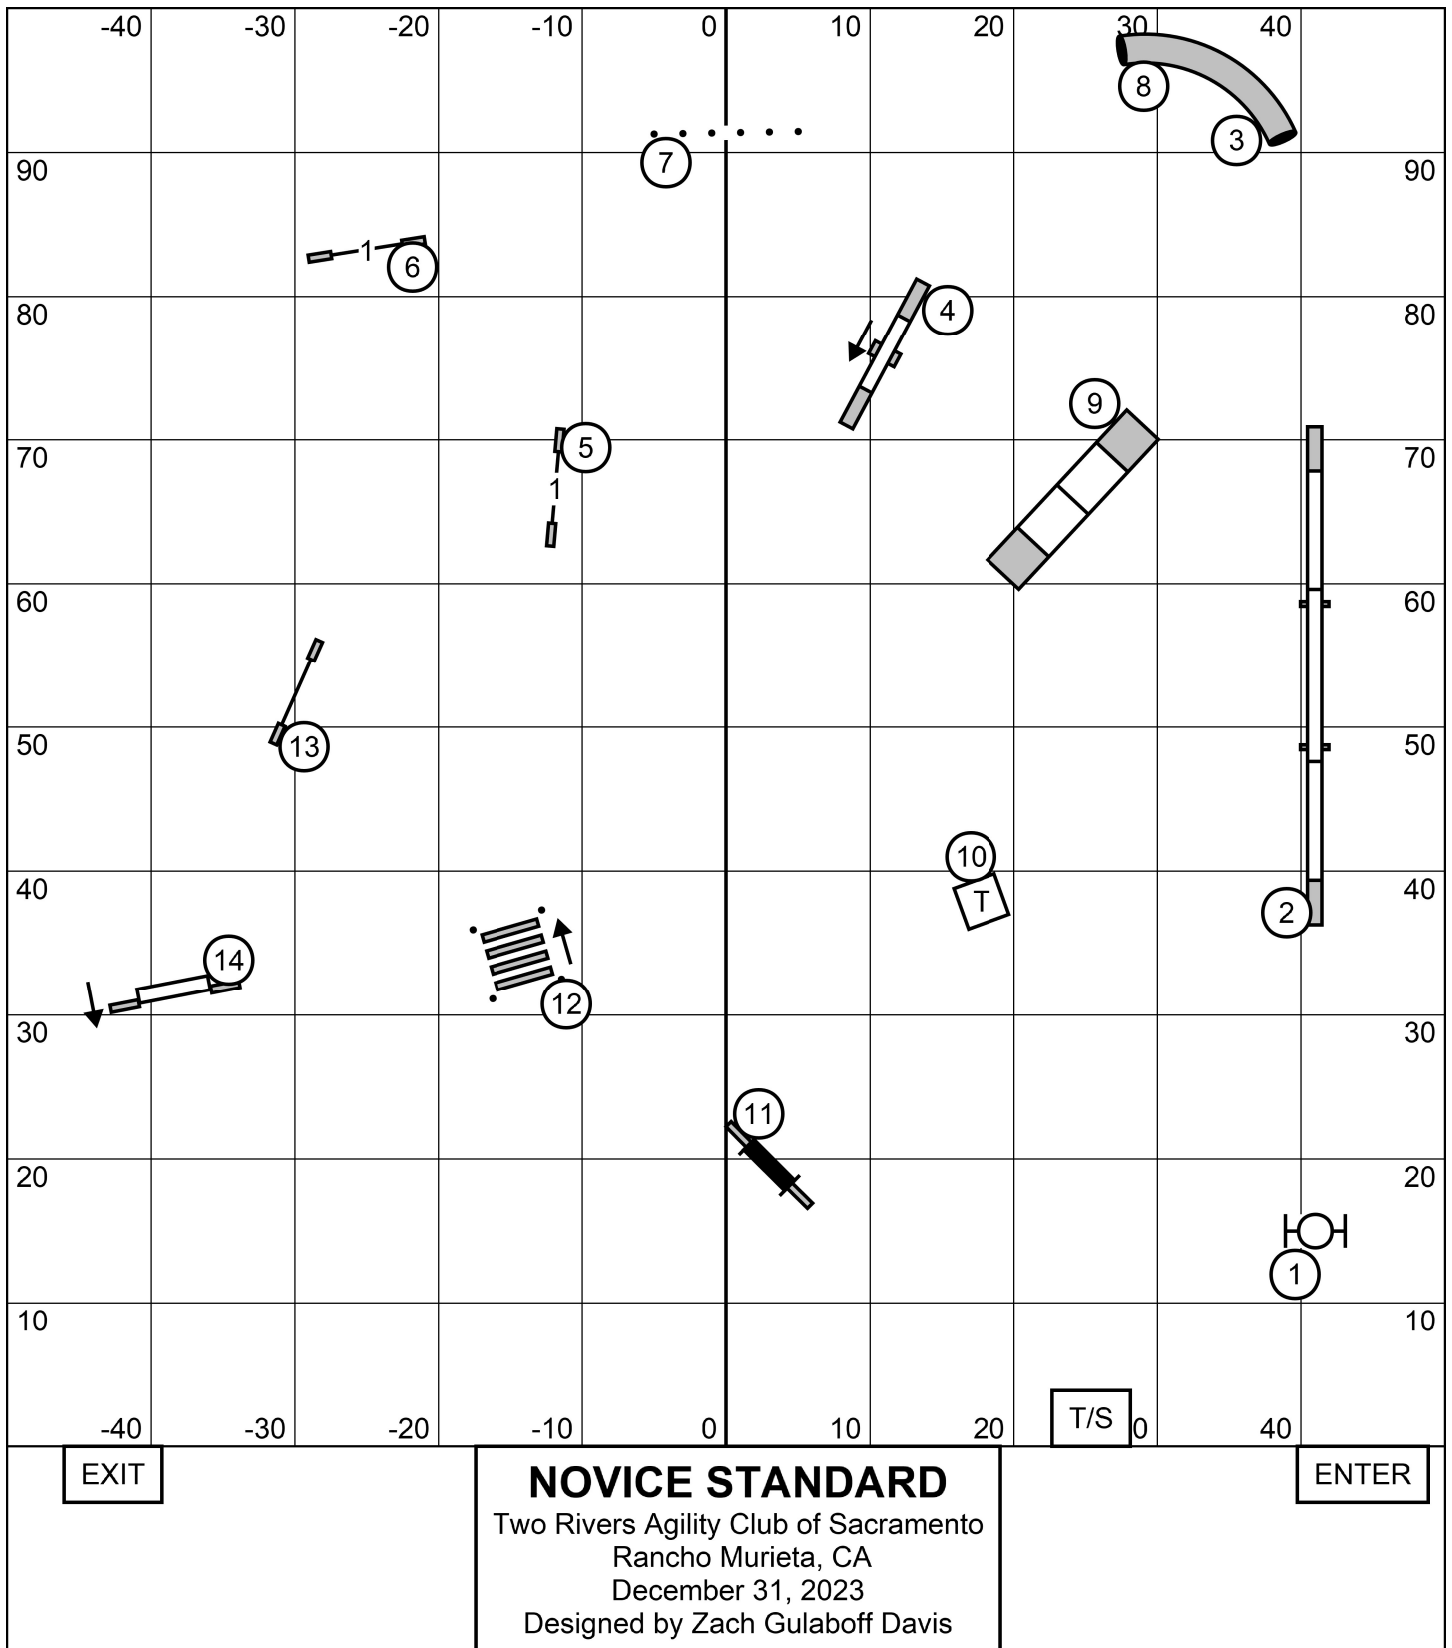 -40 -30 -20 -10 0 10 20 30 40
8
3
7
90 90
1 6
4
80 80
9
5
70 70
1
60 60
13
50 50
10
40 40
T
2
14
12
30 30
11
20 20
1
10 10
T/S
-40 -30 -20 -10 0 10 20 0 40
EXIT
ENTER
NOVICE STANDARD
Two Rivers Agility Club of Sacramento
Rancho Murieta, CA
December 31, 2023
Designed by Zach Gulaboff Davis